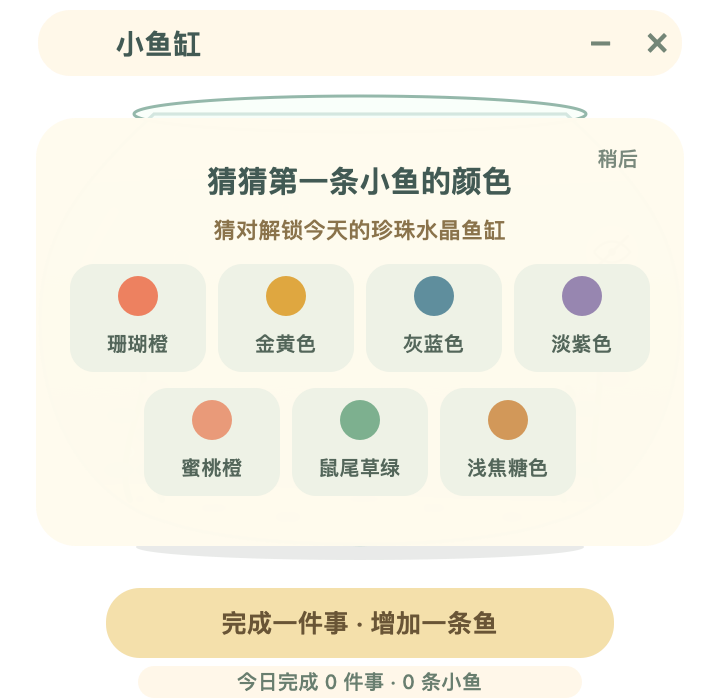 小鱼缸
稍后
猜猜第一条小鱼的颜色
猜对解锁今天的珍珠水晶鱼缸
珊瑚橙 金黄色 灰蓝色 淡紫色
蜜桃橙 鼠尾草绿 浅焦糖色
完成一件事 · 增加一条鱼
今日完成 0 件事 · 0 条小鱼